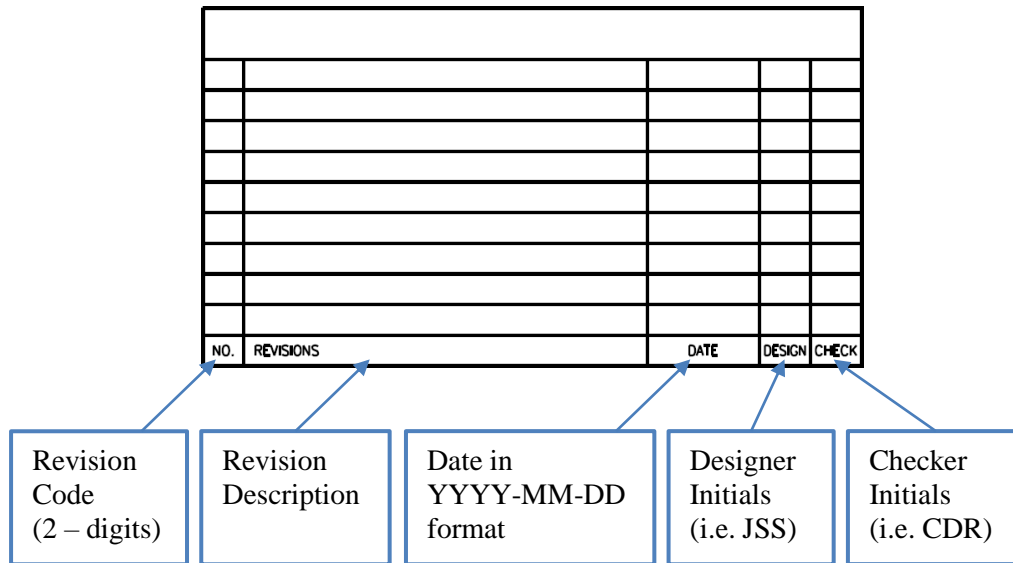 NO. REVISIONS DATE DESIGN CHECK
Revision
Code
(2 – digits)
Revision
Description
Date in
YYYY-MM-DD
format
Designer
Initials
(i.e. JSS)
Checker
Initials
(i.e. CDR)